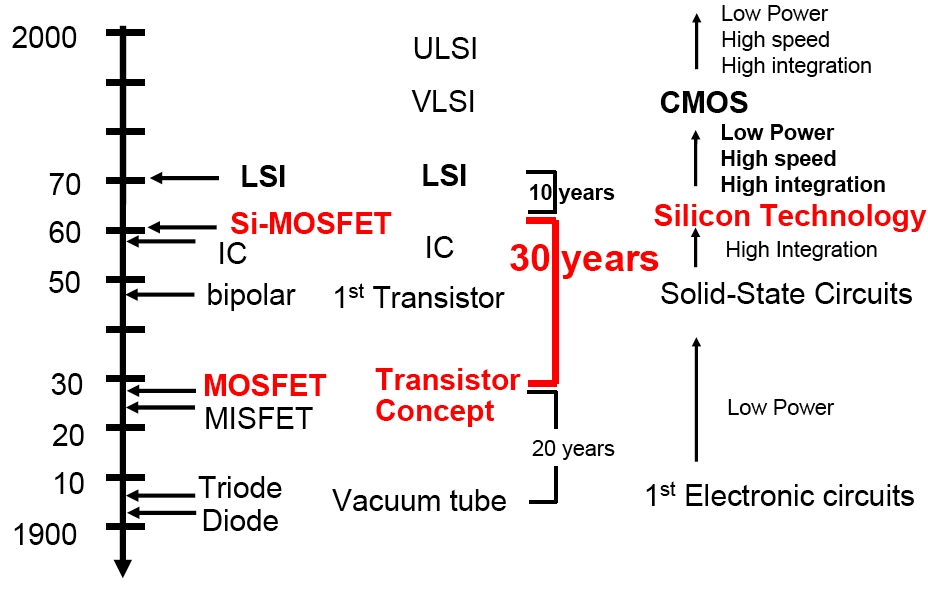 2000
70
60
50
30
20
10
1900
LSI
Si-MOSFET
IC
bipolar
MOSFET
MISFET
Triode
Diode
ULSI
VLSI
LSI
IC
1st Transistor
Transistor
Concept
Vacuum tube
10 years
30 years
20 years
Low Power
High speed
High integration
CMOS
Low Power
High speed
High integration
Silicon Technology
High Integration
Solid-State Circuits
Low Power
1st Electronic circuits